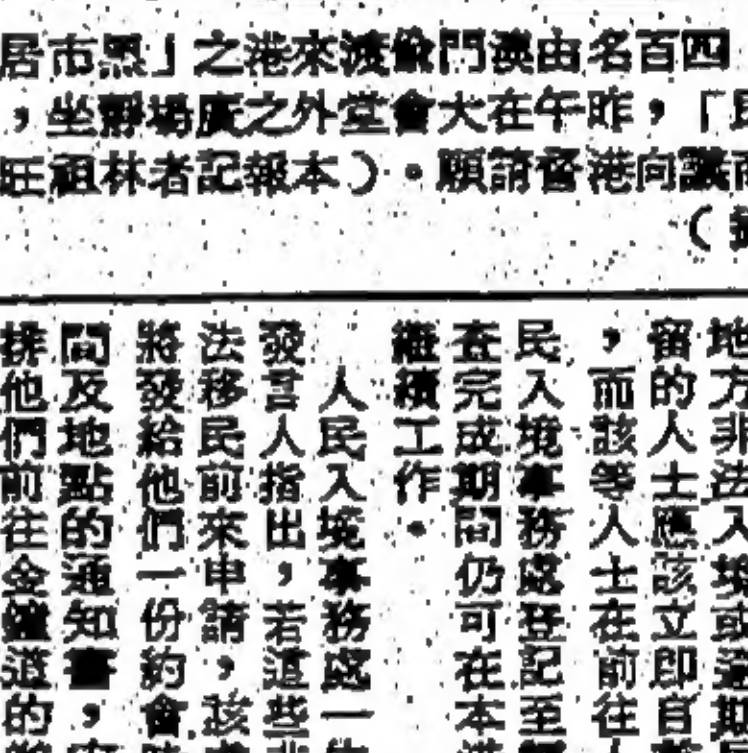 四百名由澳門偷渡來港之「黑市居
民」，昨午在大會堂外之廣場靜坐，
議向港督請願。（本報記者林祖旺
攝）
地方非法入境或逾期
留的人士應該立即自
，而該等人士在前往
民入境事務處登記至
查完成期間仍可在本港
繼續工作。
人民入境事務處一
發言人指出，若這些
法移民前來申請，該
將發給他們一份約會
間及地點的通知書，
排他們前往金鐘道的